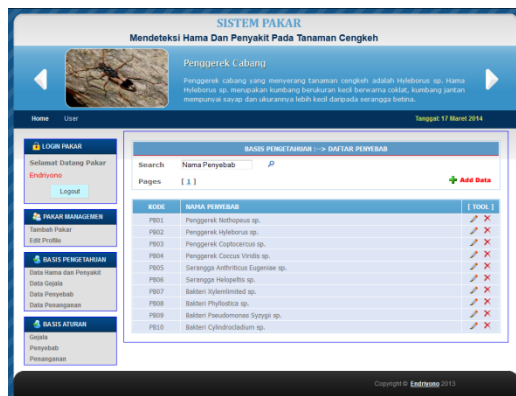 SISTEM PAKAR
Mendeteksi Hama Dan Penyakit Pada Tanaman Cengkeh
Penggerek Cabang
Penggerek cabang yang menyerang tanaman cengkeh adalah Hyleborus sp. Hama
Hyleborus sp. merupakan kumbang berukuran kecil berwarna coklat, kumbang jantan
mempunyai sayap dan ukurannya lebih kecil daripada serangga betina.
Home User Tanggal: 17 Maret 2014
LOGIN PAKAR
Selamat Datang Pakar
Endriyono
Logout
PAKAR MANAGEMEN
Tambah Pakar
Edit Profile
BASIS PENGETAHUAN
Data Hama dan Penyakit
Data Gejala
Data Penyebab
Data Penanganan
BASIS ATURAN
Gejala
Penyebab
Penanganan
BASIS PENGETAHUAN :--> DAFTAR PENYEBAB
Search Nama Penyebab
Pages [ 1 ] Add Data
KODE NAMA PENYEBAB [ TOOL ]
PB01 Penggerek Nothopeus sp.
PB02 Penggerek Hyleborus sp.
PB03 Penggerek Coptocercus sp.
PB04 Penggerek Coccus Viridis sp.
PB05 Serangga Anthriticus Eugeniae sp.
PB06 Serangga Helopeltis sp.
PB07 Bakteri Xylemlimited sp.
PB08 Bakteri Phyllostica sp.
PB09 Bakteri Pseudomonas Syzygi sp.
PB10 Bakteri Cylindrocladium sp.
Copyright © Endriyono 2013